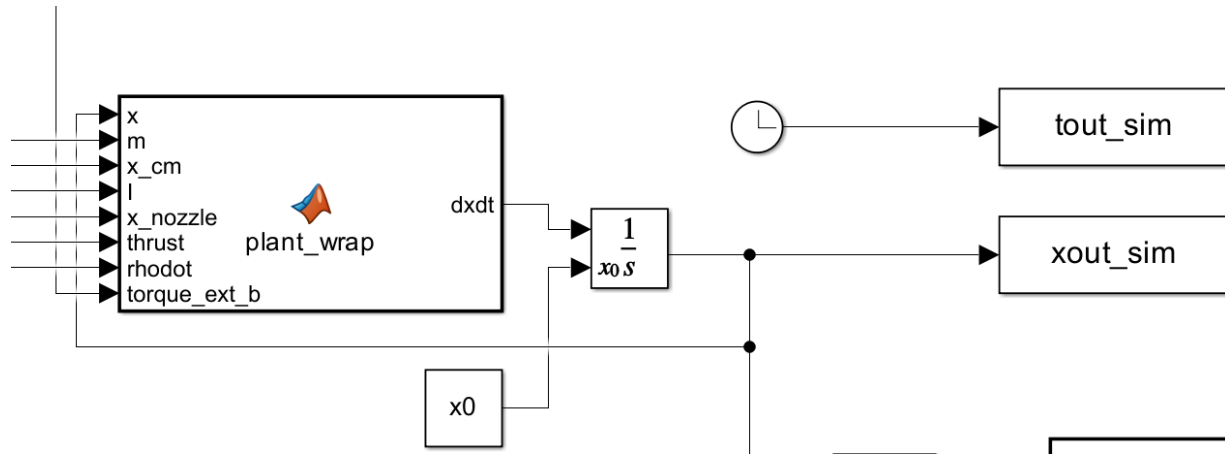 x
m
x_cm
I
x_nozzle
thrust
rhodot
torque_ext_b
plant_wrap
dxdt
1
x0 s
x0
tout_sim
xout_sim